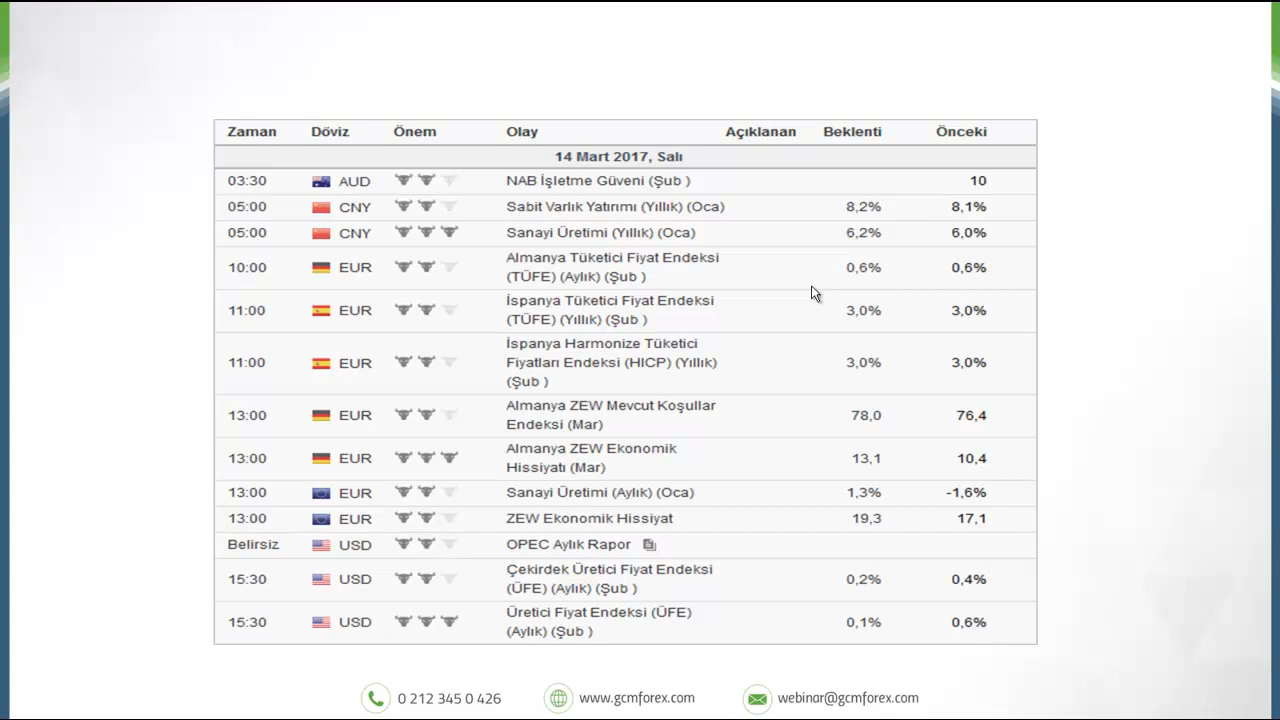 Zaman Döviz Önem Olay Açıklanan Beklenti Önceki
14 Mart 2017, Salı
03:30 AUD NAB İşletme Güveni (Şub ) 10
05:00 CNY Sabit Varlık Yatırımı (Yıllık) (Oca) 8,2% 8,1%
05:00 CNY Sanayi Üretimi (Yıllık) (Oca) 6,2% 6,0%
10:00 EUR Almanya Tüketici Fiyat Endeksi
(TÜFE) (Aylık) (Şub ) 0,6% 0,6%
11:00 EUR İspanya Tüketici Fiyat Endeksi
(TÜFE) (Yıllık) (Şub ) 3,0% 3,0%
11:00 EUR İspanya Harmonize Tüketici
Fiyatları Endeksi (HICP) (Yıllık) 3,0% 3,0%
(Şub )
13:00 EUR Almanya ZEW Mevcut Koşullar
Endeksi (Mar) 78,0 76,4
13:00 EUR Almanya ZEW Ekonomik
Hissiyatı (Mar) 13,1 10,4
13:00 EUR Sanayi Üretimi (Aylık) (Oca) 1,3% -1,6%
13:00 EUR ZEW Ekonomik Hissiyat 19,3 17,1
Belirsiz USD OPEC Aylık Rapor
15:30 USD Çekirdek Üretici Fiyat Endeksi
(ÜFE) (Aylık) (Şub ) 0,2% 0,4%
15:30 USD Üretici Fiyat Endeksi (ÜFE)
(Aylık) (Şub ) 0,1% 0,6%
0 212 345 0 426 www.gcmforex.com webinar@gcmforex.com